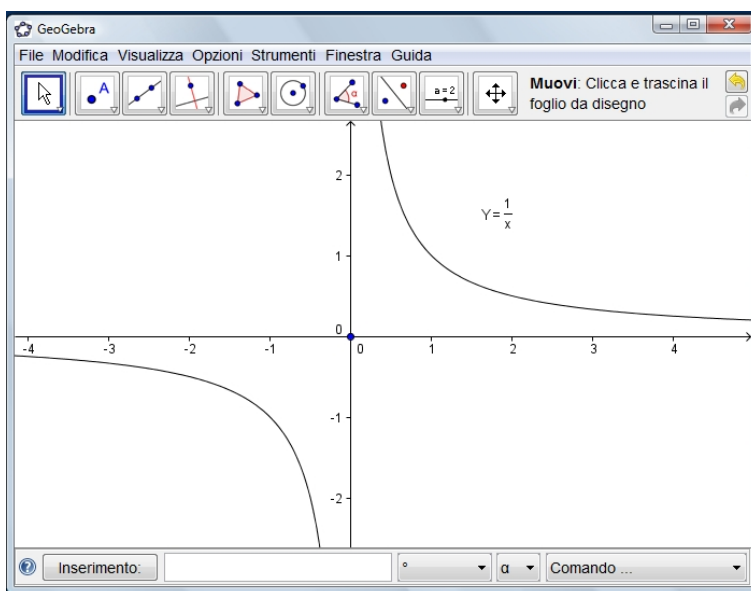 GeoGebra
File Modifica Visualizza Opzioni Strumenti Finestra Guida
A
α
a = 2
Muovi: Clicca e trascina il
foglio da disegno
2
Y=1/x
1
0
-4 -3 -2 -1 0 1 2 3 4
-1
-2
Inserimento: ° α Comando ...